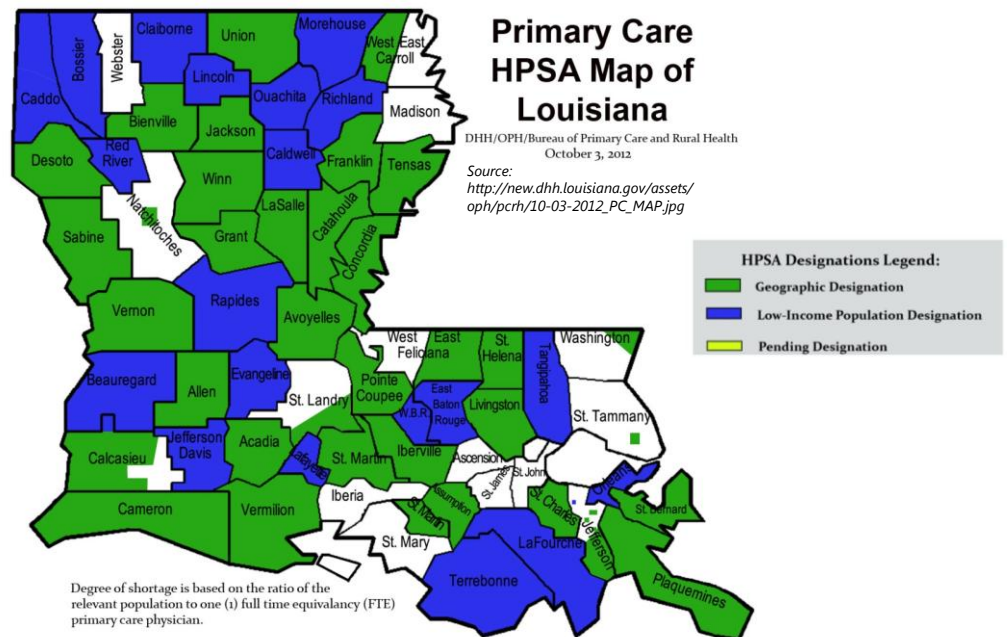 Primary Care
HPSA Map of
Louisiana
DHH/OPH/Bureau of Primary Care and Rural Health
October 3, 2012
Source:
http://new.dhh.louisiana.gov/assets/
oph/pcrh/10-03-2012_PC_MAP.jpg
HPSA Designations Legend:
Geographic Designation
Low-Income Population Designation
Pending Designation
Caddo
Bossier
Webster
Claiborne
Union
Morehouse
West
East
Carroll
Lincoln
Ouachita
Richland
Madison
Bienville
Jackson
Desoto
Red
River
Caldwell
Franklin
Tensas
Winn
Natchitoches
LaSalle
Catahoula
Sabine
Grant
Concordia
Rapides
Vernon
Avoyelles
West
Feliciana
East
St.
Helena
Tangipahoa
Washington
Beauregard
Allen
Evangeline
St. Landry
Pointe
Coupee
W.B.R.
East
Baton
Rouge
Livingston
St. Tammany
Calcasieu
Jefferson
Davis
Acadia
Lafayette
St. Martin
Iberville
Ascension
St. James
St. John
Orleans
Cameron
Vermilion
Iberia
St. Martin
Assumption
St. Charles
Jefferson
St. Bernard
St. Mary
LaFourche
Terrebonne
Plaquemines
Degree of shortage is based on the ratio of the
relevant population to one (1) full time equivalancy (FTE)
primary care physician.